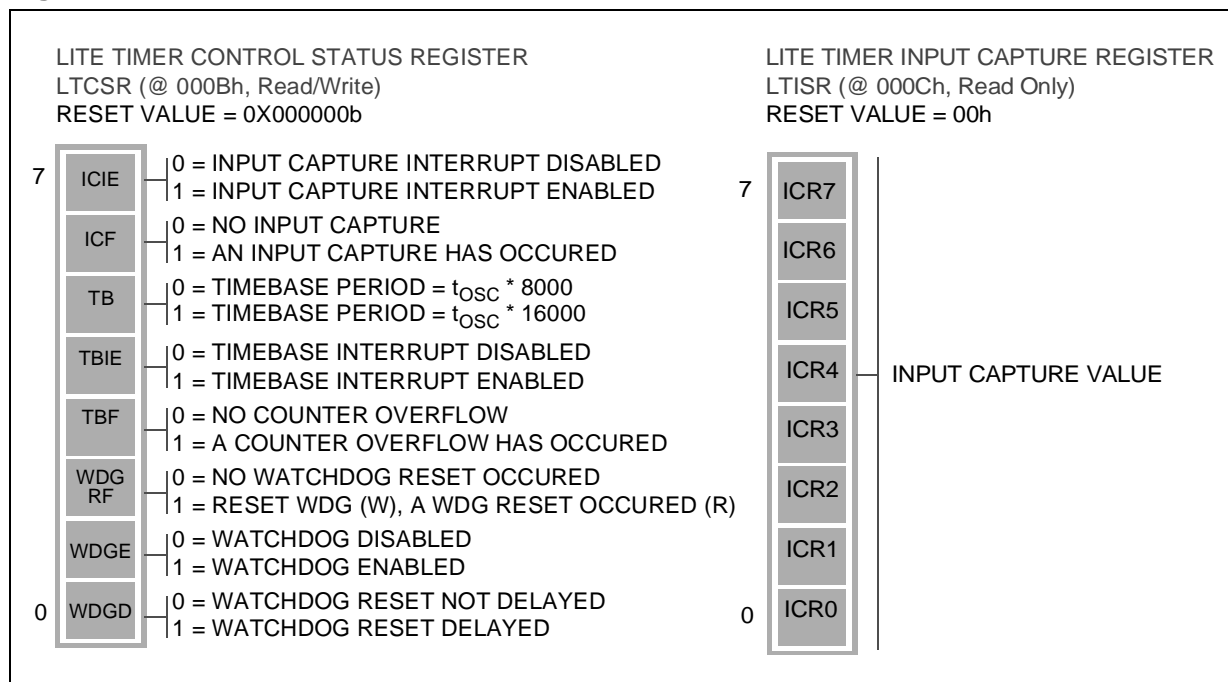 LITE TIMER CONTROL STATUS REGISTER
LTCSR (@ 000Bh, Read/Write)
RESET VALUE = 0X000000b
7
ICIE
0 = INPUT CAPTURE INTERRUPT DISABLED
1 = INPUT CAPTURE INTERRUPT ENABLED
ICF
0 = NO INPUT CAPTURE
1 = AN INPUT CAPTURE HAS OCCURED
TB
0 = TIMEBASE PERIOD = tOSC * 8000
1 = TIMEBASE PERIOD = tOSC * 16000
TBIE
0 = TIMEBASE INTERRUPT DISABLED
1 = TIMEBASE INTERRUPT ENABLED
TBF
0 = NO COUNTER OVERFLOW
1 = A COUNTER OVERFLOW HAS OCCURED
WDG
RF
0 = NO WATCHDOG RESET OCCURED
1 = RESET WDG (W), A WDG RESET OCCURED (R)
WDGE
0 = WATCHDOG DISABLED
1 = WATCHDOG ENABLED
0
WDGD
0 = WATCHDOG RESET NOT DELAYED
1 = WATCHDOG RESET DELAYED
LITE TIMER INPUT CAPTURE REGISTER
LTISR (@ 000Ch, Read Only)
RESET VALUE = 00h
7
ICR7
ICR6
ICR5
ICR4
INPUT CAPTURE VALUE
ICR3
ICR2
ICR1
0
ICR0